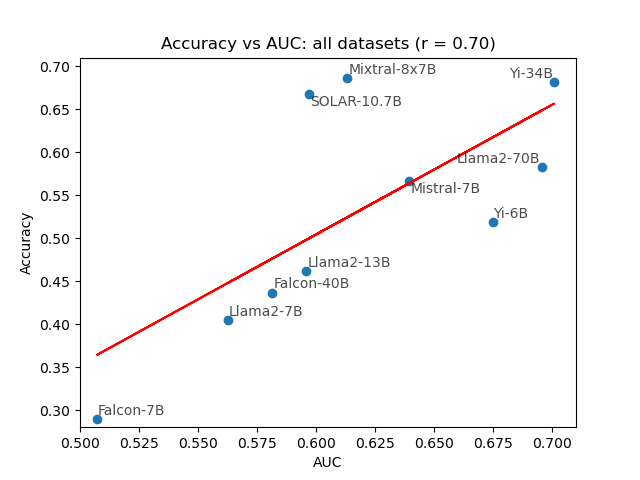 Accuracy vs AUC: all datasets (r = 0.70)
0.70
0.65
0.60
0.55
0.50
0.45
0.40
0.35
0.30
Accuracy
Mixtral-8x7B
Yi-34B
SOLAR-10.7B
Llama2-70B
Mistral-7B
Yi-6B
Llama2-13B
Falcon-40B
Llama2-7B
Falcon-7B
0.500 0.525 0.550 0.575 0.600 0.625 0.650 0.675 0.700
AUC